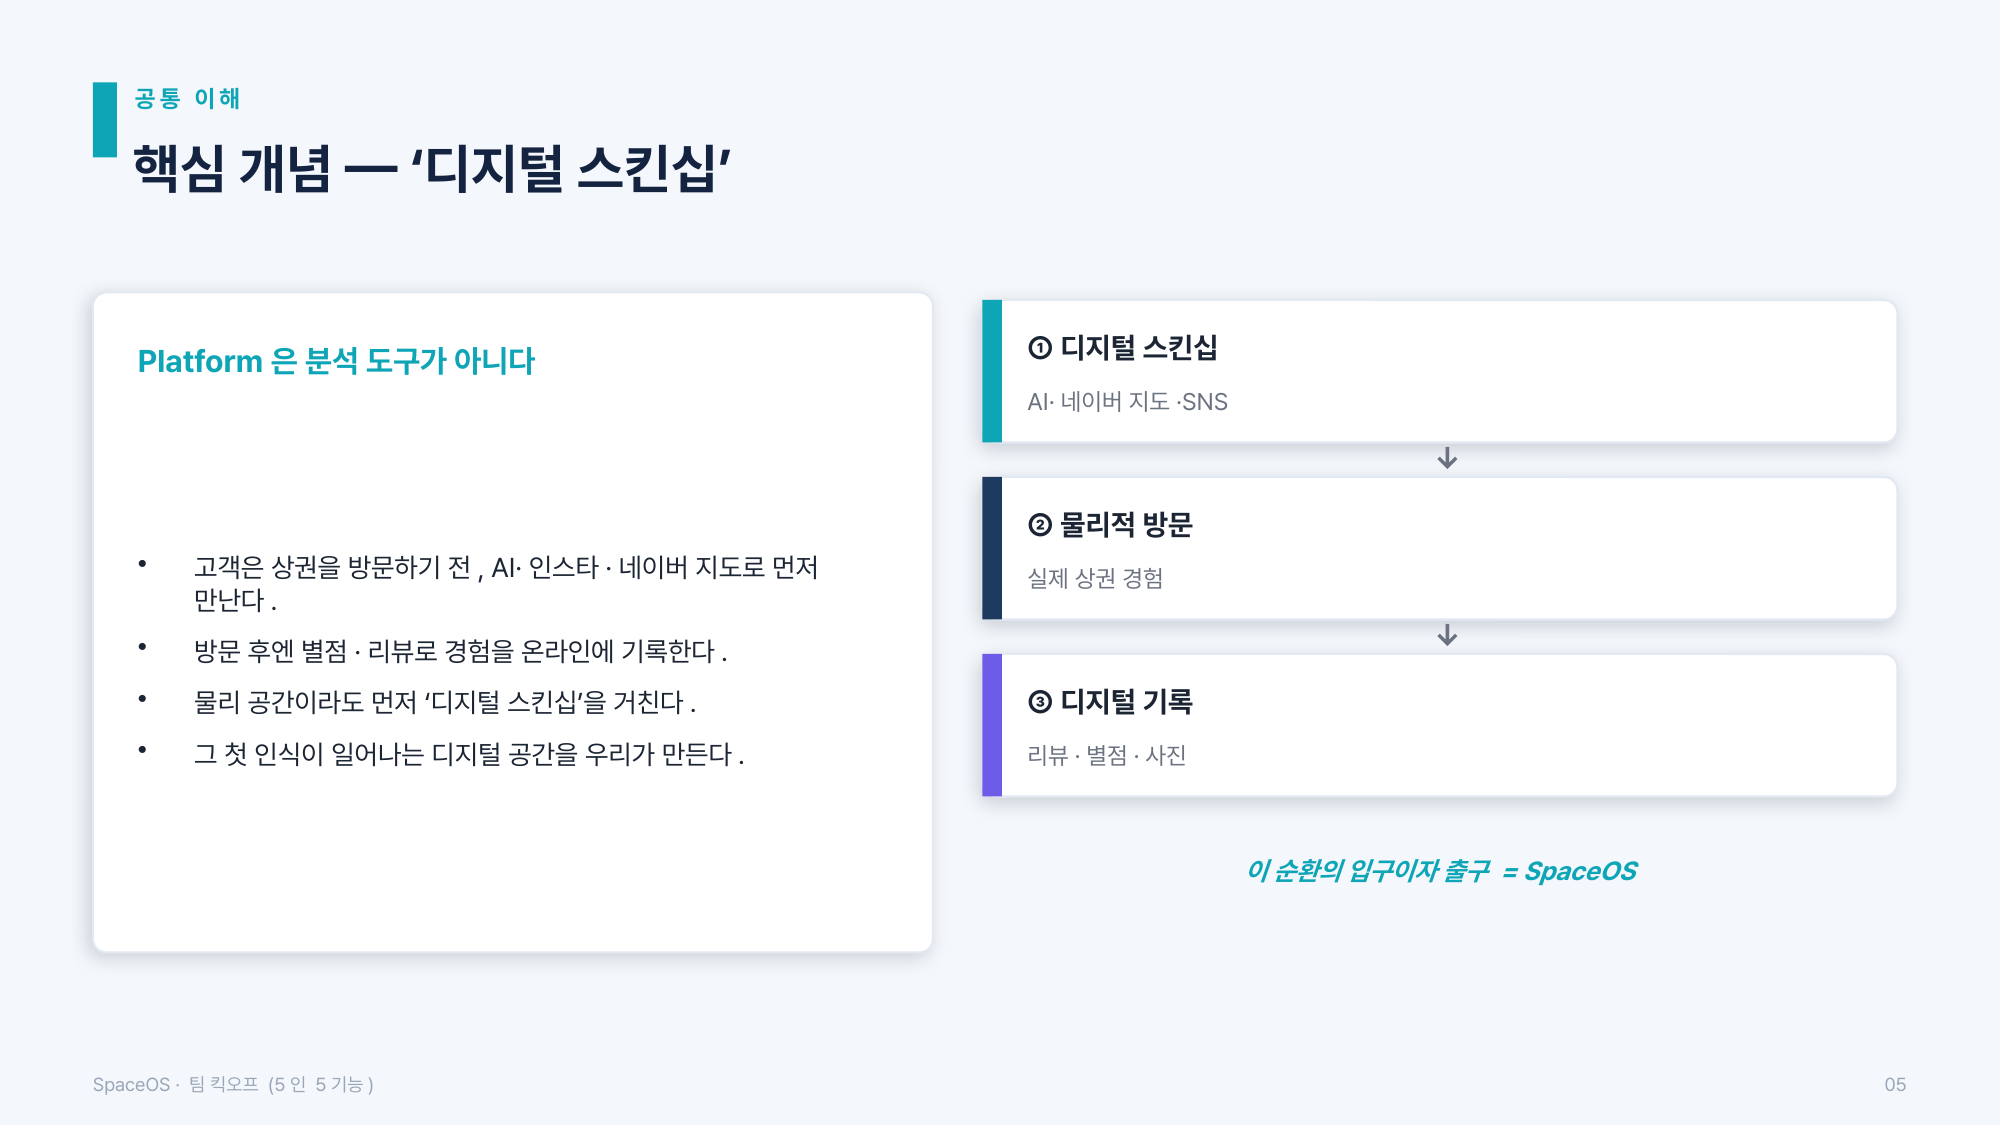 공통 이해
핵심 개념 — ‘디지털 스킨십’
Platform 은 분석 도구가 아니다
• 고객은 상권을 방문하기 전 , AI· 인스타 · 네이버 지도로 먼저
만난다 .
• 방문 후엔 별점 · 리뷰로 경험을 온라인에 기록한다 .
• 물리 공간이라도 먼저 ‘디지털 스킨십’을 거친다 .
• 그 첫 인식이 일어나는 디지털 공간을 우리가 만든다 .
① 디지털 스킨십
AI· 네이버 지도 ·SNS
↓
② 물리적 방문
실제 상권 경험
↓
③ 디지털 기록
리뷰 · 별점 · 사진
이 순환의 입구이자 출구 = SpaceOS
SpaceOS · 팀 킥오프 (5 인 5 기능 )
05